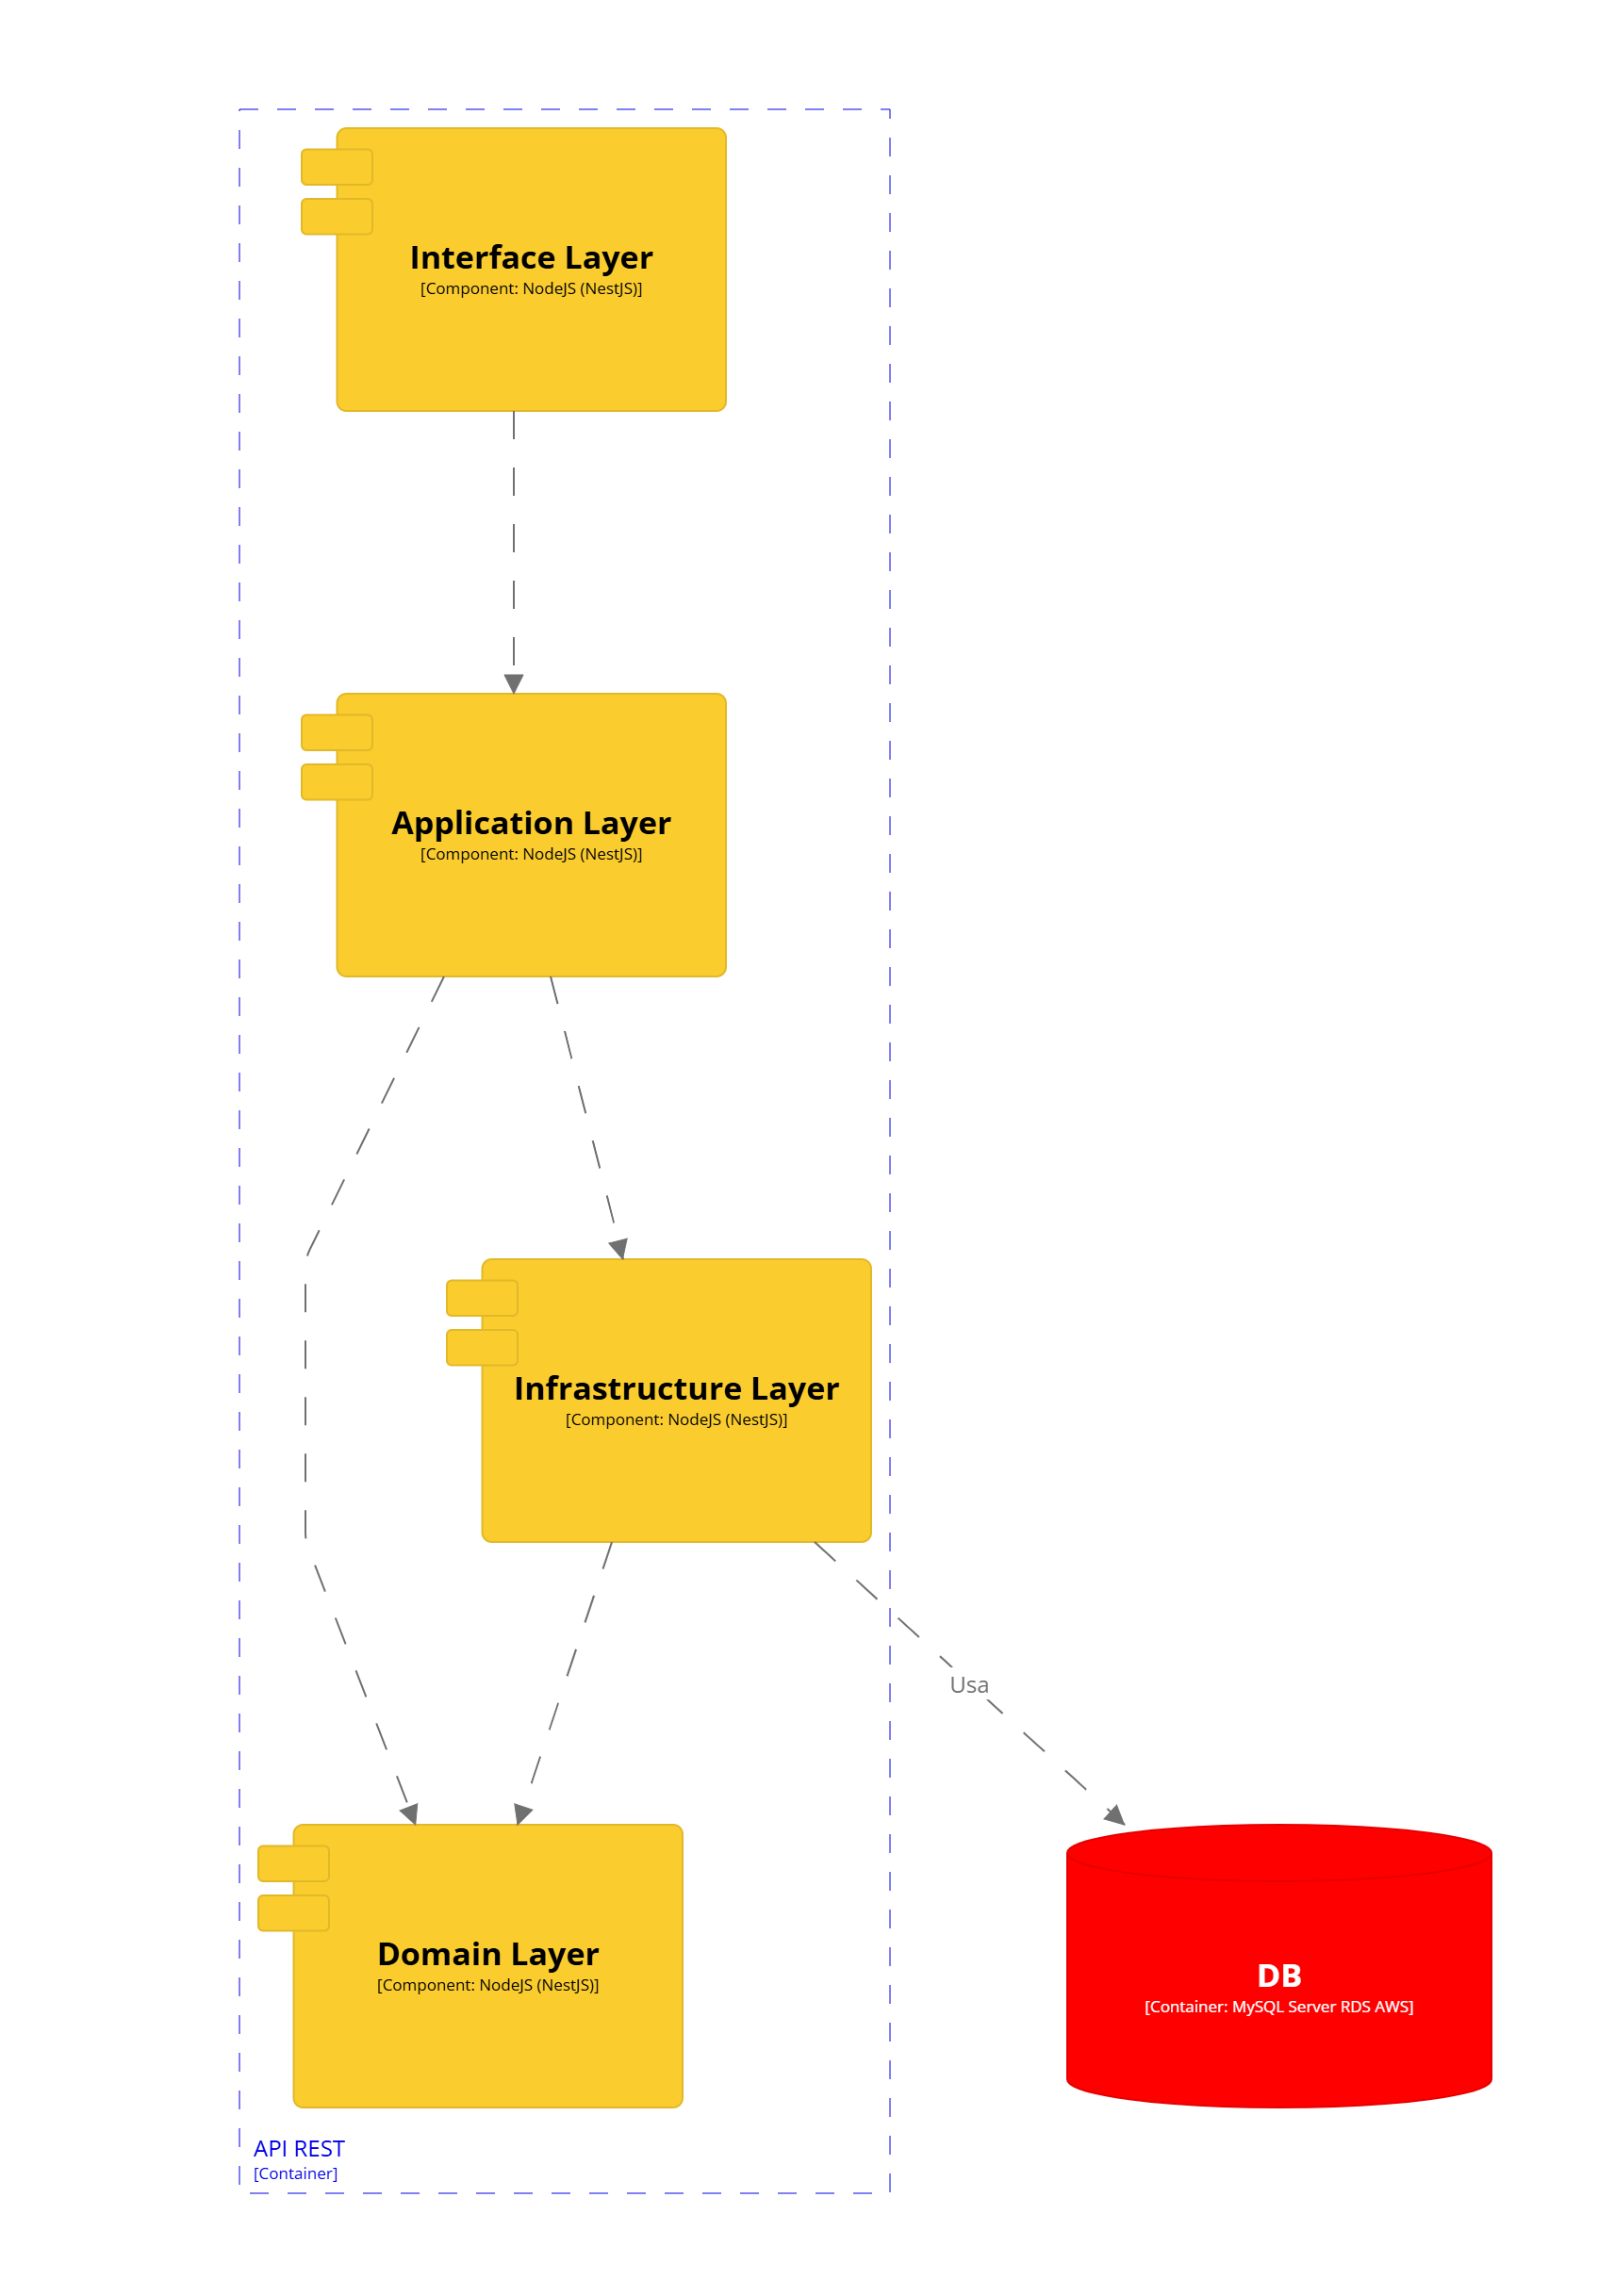 Interface Layer
[Component: NodeJS (NestJS)]
Application Layer
[Component: NodeJS (NestJS)]
Infrastructure Layer
[Component: NodeJS (NestJS)]
Usa
Domain Layer
[Component: NodeJS (NestJS)]
DB
[Container: MySQL Server RDS AWS]
API REST
[Container]